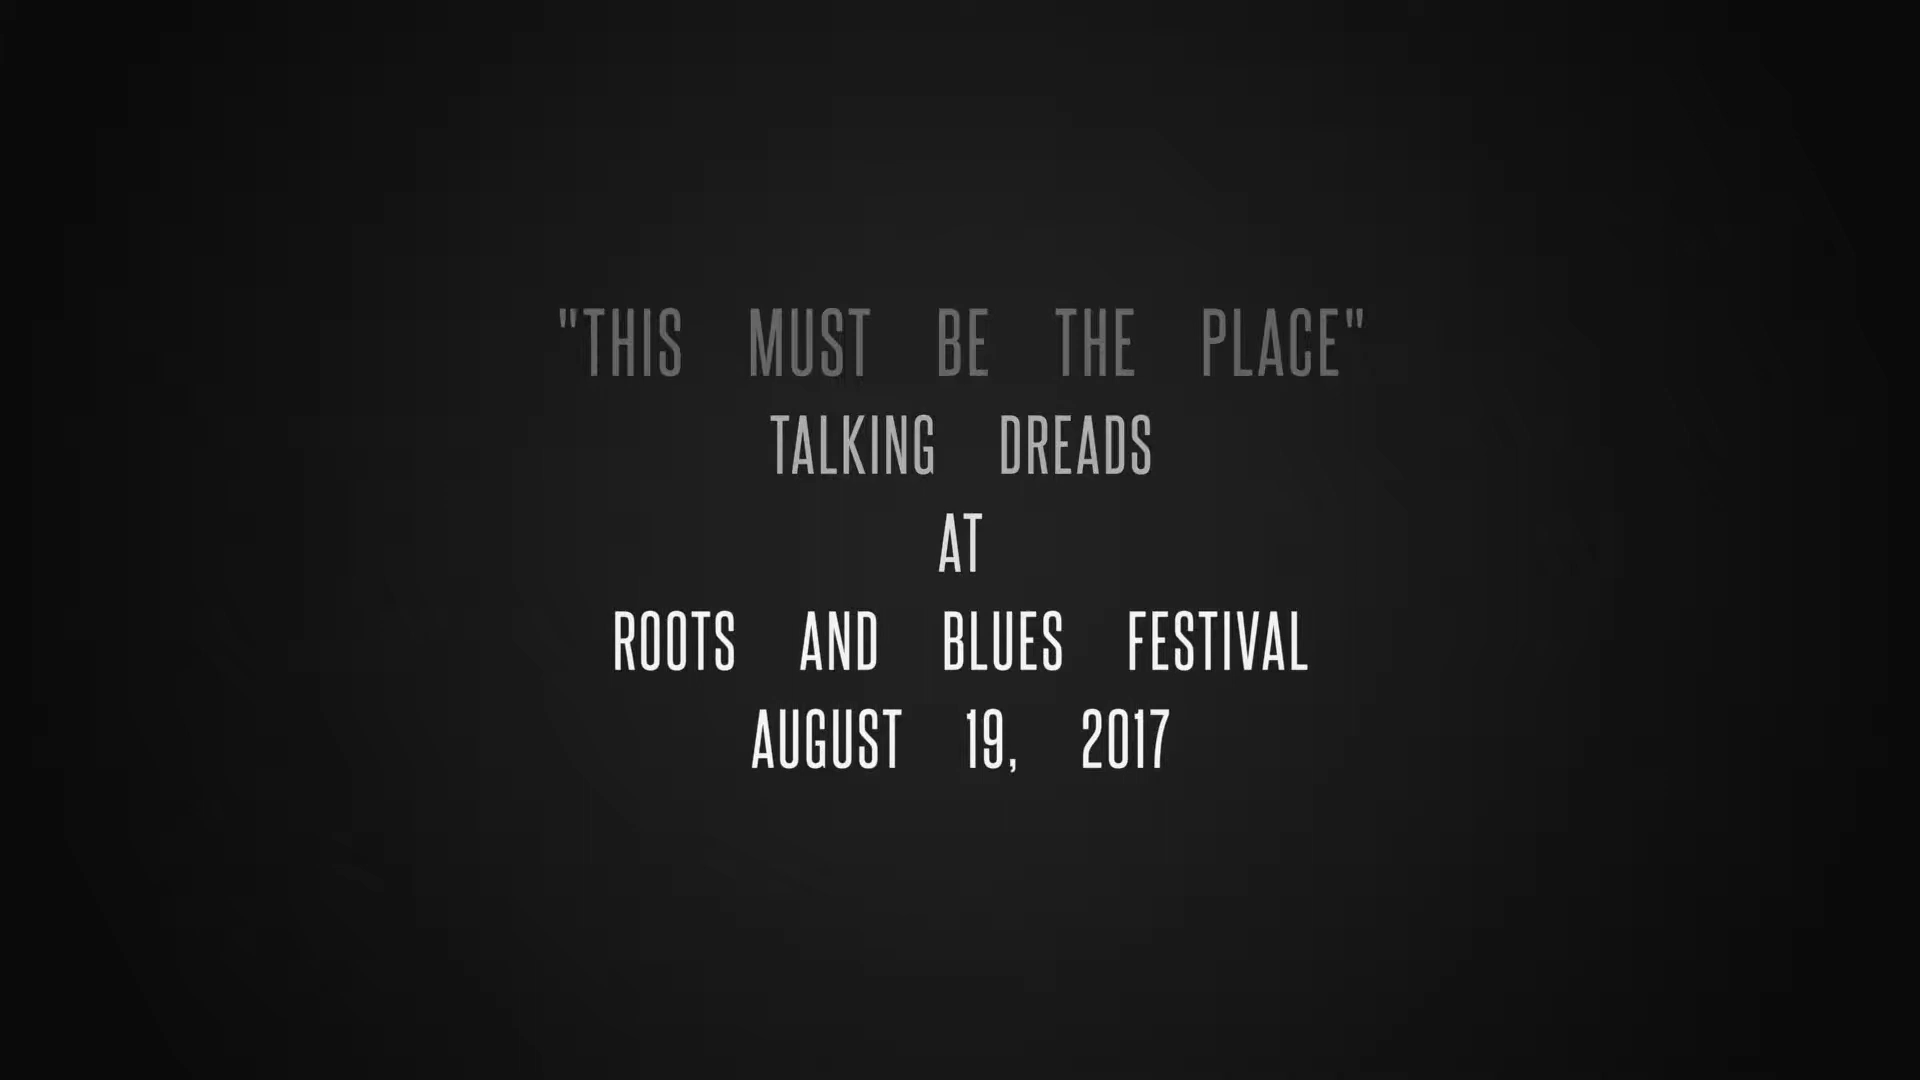 "THIS MUST BE THE PLACE"
TALKING DREADS
AT
ROOTS AND BLUES FESTIVAL
AUGUST 19, 2017